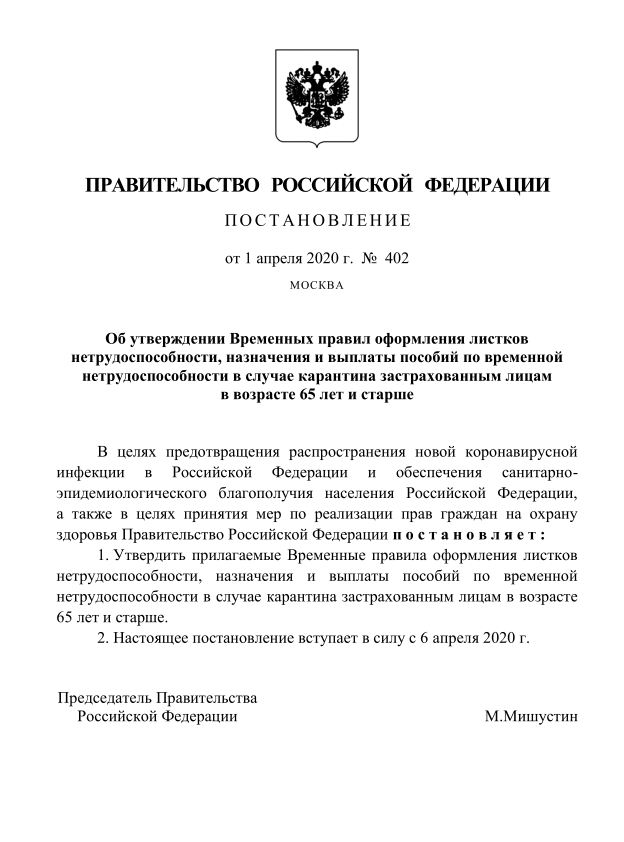 ПРАВИТЕЛЬСТВО РОССИЙСКОЙ ФЕДЕРАЦИИ
ПОСТАНОВЛЕНИЕ
от 1 апреля 2020 г. № 402
МОСКВА
Об утверждении Временных правил оформления листков
нетрудоспособности, назначения и выплаты пособий по временной
нетрудоспособности в случае карантина застрахованным лицам
в возрасте 65 лет и старше
В целях предотвращения распространения новой коронавирусной
инфекции в Российской Федерации и обеспечения санитарно-
эпидемиологического благополучия населения Российской Федерации,
а также в целях принятия мер по реализации прав граждан на охрану
здоровья Правительство Российской Федерации постановляет:
1. Утвердить прилагаемые Временные правила оформления листков
нетрудоспособности, назначения и выплаты пособий по временной
нетрудоспособности в случае карантина застрахованным лицам в возрасте
65 лет и старше.
2. Настоящее постановление вступает в силу с 6 апреля 2020 г.
Председатель Правительства
Российской Федерации М.Мишустин